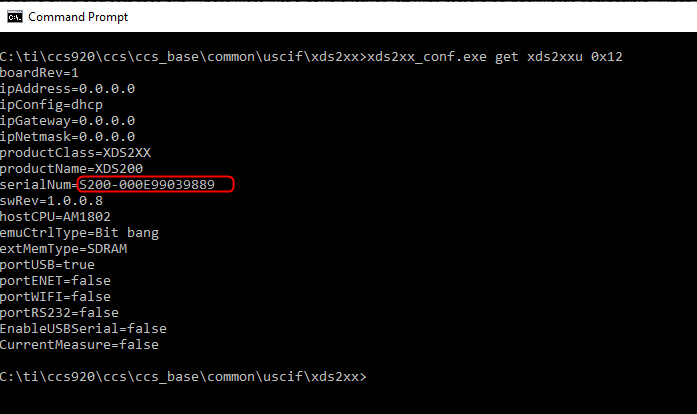 Command Prompt
C:\ti\ccs920\ccs\ccs_base\common\uscif\xds2xx>xds2xx_conf.exe get xds2xxu 0x12
boardRev=1
ipAddress=0.0.0.0
ipConfig=dhcp
ipGateway=0.0.0.0
ipNetmask=0.0.0.0
productClass=XDS2XX
productName=XDS200
serialNum=S200-000E99039889
swRev=1.0.0.8
hostCPU=AM1802
emuCtrlType=Bit bang
extMemType=SDRAM
portUSB=true
portENET=false
portWIFI=false
portRS232=false
EnableUSBSerial=false
CurrentMeasure=false
C:\ti\ccs920\ccs\ccs_base\common\uscif\xds2xx>